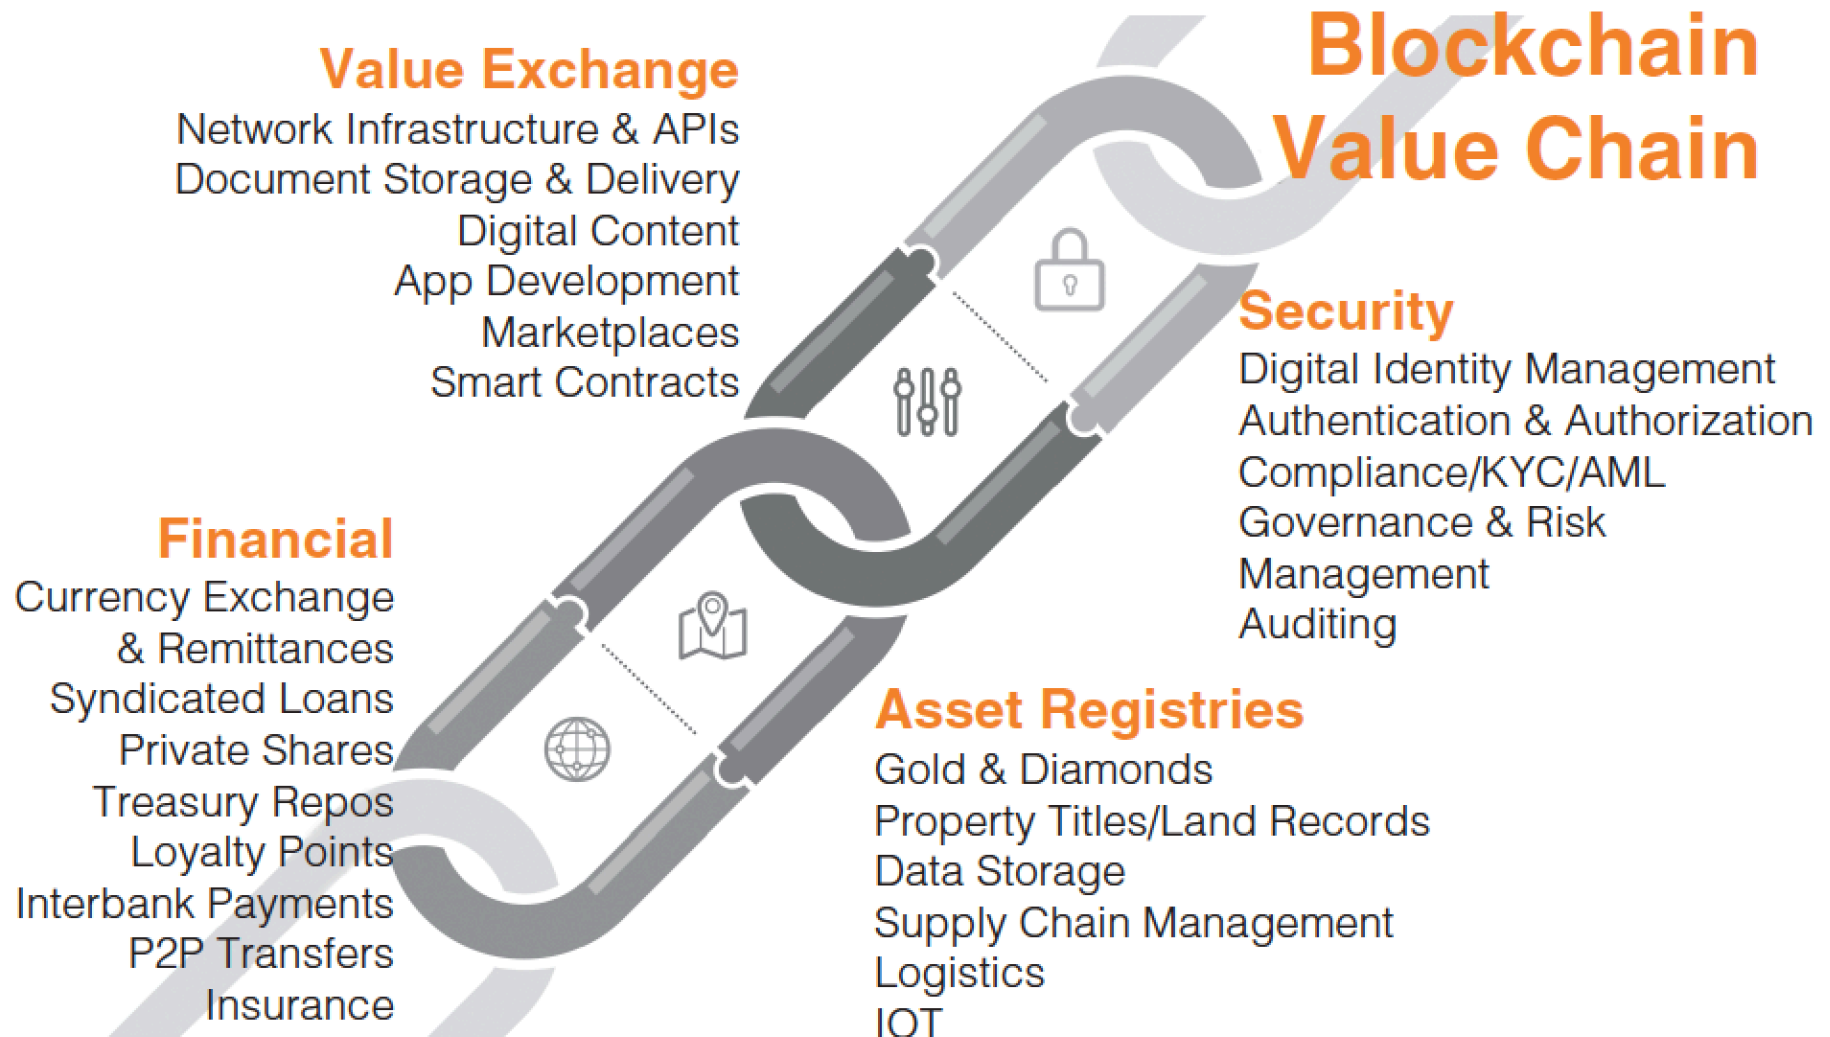 Blockchain
Value Chain
Value Exchange
Network Infrastructure & APIs
Document Storage & Delivery
Digital Content
App Development
Marketplaces
Smart Contracts
Security
Digital Identity Management
Authentication & Authorization
Compliance/KYC/AML
Governance & Risk
Management
Auditing
Financial
Currency Exchange
& Remittances
Syndicated Loans
Private Shares
Treasury Repos
Loyalty Points
Interbank Payments
P2P Transfers
Insurance
Asset Registries
Gold & Diamonds
Property Titles/Land Records
Data Storage
Supply Chain Management
Logistics
IOT